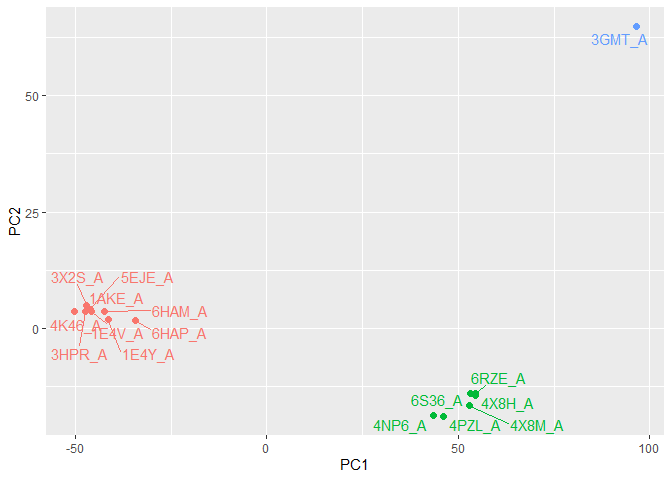 3GMT_A
50
PC2
25
3X2S_A
5EJE_A
1AKE_A
6HAM_A
4K46_A
1E4V_A
6HAP_A
0
3HPR_A
1E4Y_A
6RZE_A
6S36_A
4X8H_A
4NP6_A
4PZL_A
4X8M_A
-50
0
50
100
PC1